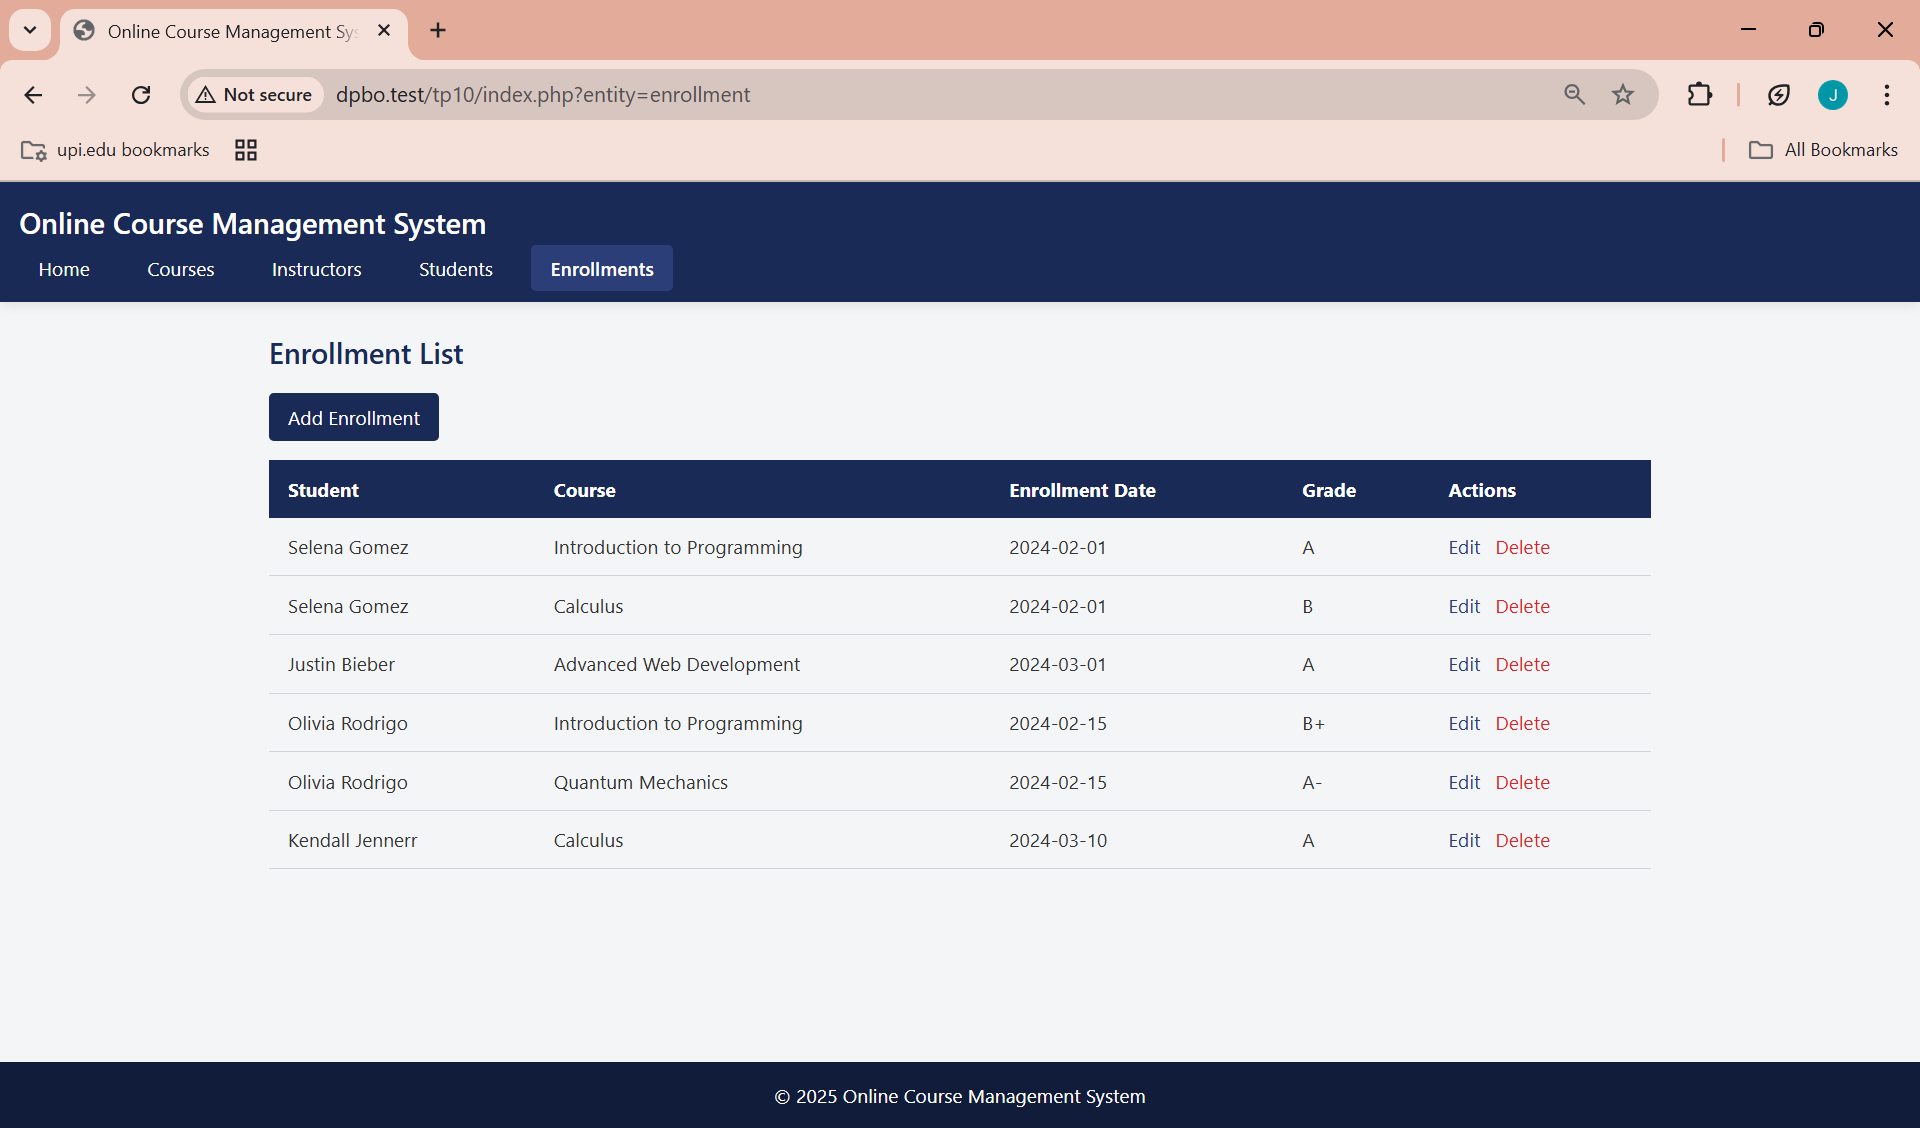 Online Course Management Sys
Not secure dpbo.test/tp10/index.php?entity=enrollment J
upi.edu bookmarks All Bookmarks
Online Course Management System
Home Courses Instructors Students Enrollments
Enrollment List
Add Enrollment
Student Course Enrollment Date Grade Actions
Selena Gomez Introduction to Programming 2024-02-01 A Edit Delete
Selena Gomez Calculus 2024-02-01 B Edit Delete
Justin Bieber Advanced Web Development 2024-03-01 A Edit Delete
Olivia Rodrigo Introduction to Programming 2024-02-15 B+ Edit Delete
Olivia Rodrigo Quantum Mechanics 2024-02-15 A- Edit Delete
Kendall Jennerr Calculus 2024-03-10 A Edit Delete
© 2025 Online Course Management System